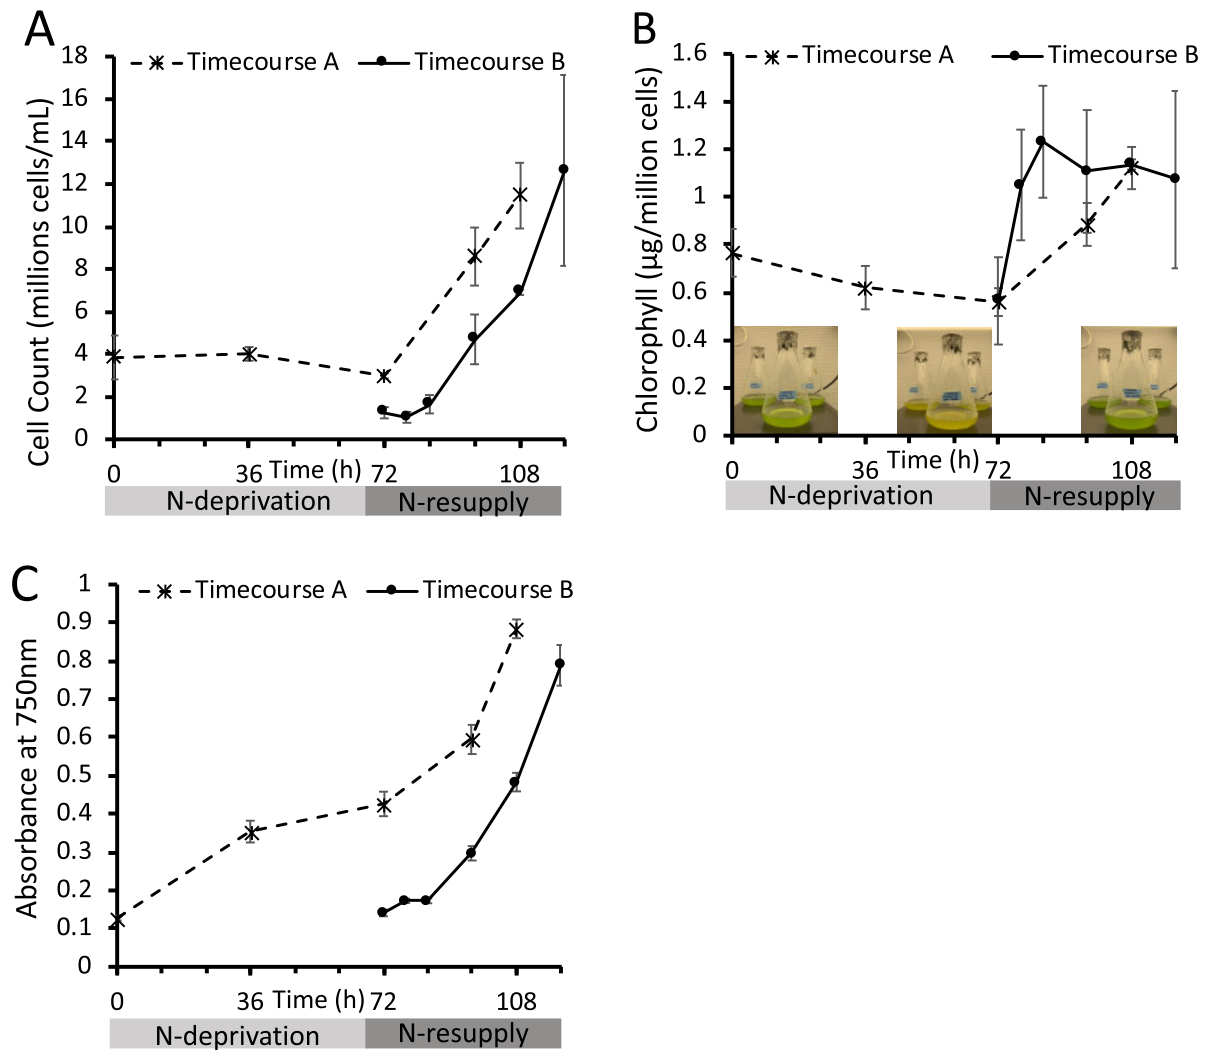 A
Timecourse A
Timecourse B
Cell Count (millions cells/mL)
18
16
14
12
10
8
6
4
2
0
0
36
Time (h)
72
108
N-deprivation
N-resupply
B
Timecourse A
Timecourse B
Chlorophyll (µg/million cells)
1.6
1.4
1.2
1
0.8
0.6
0.4
0.2
0
0
36
Time (h)
72
108
N-deprivation
N-resupply
C
Timecourse A
Timecourse B
Absorbance at 750nm
1
0.9
0.8
0.7
0.6
0.5
0.4
0.3
0.2
0.1
0
0
36
Time (h)
72
108
N-deprivation
N-resupply